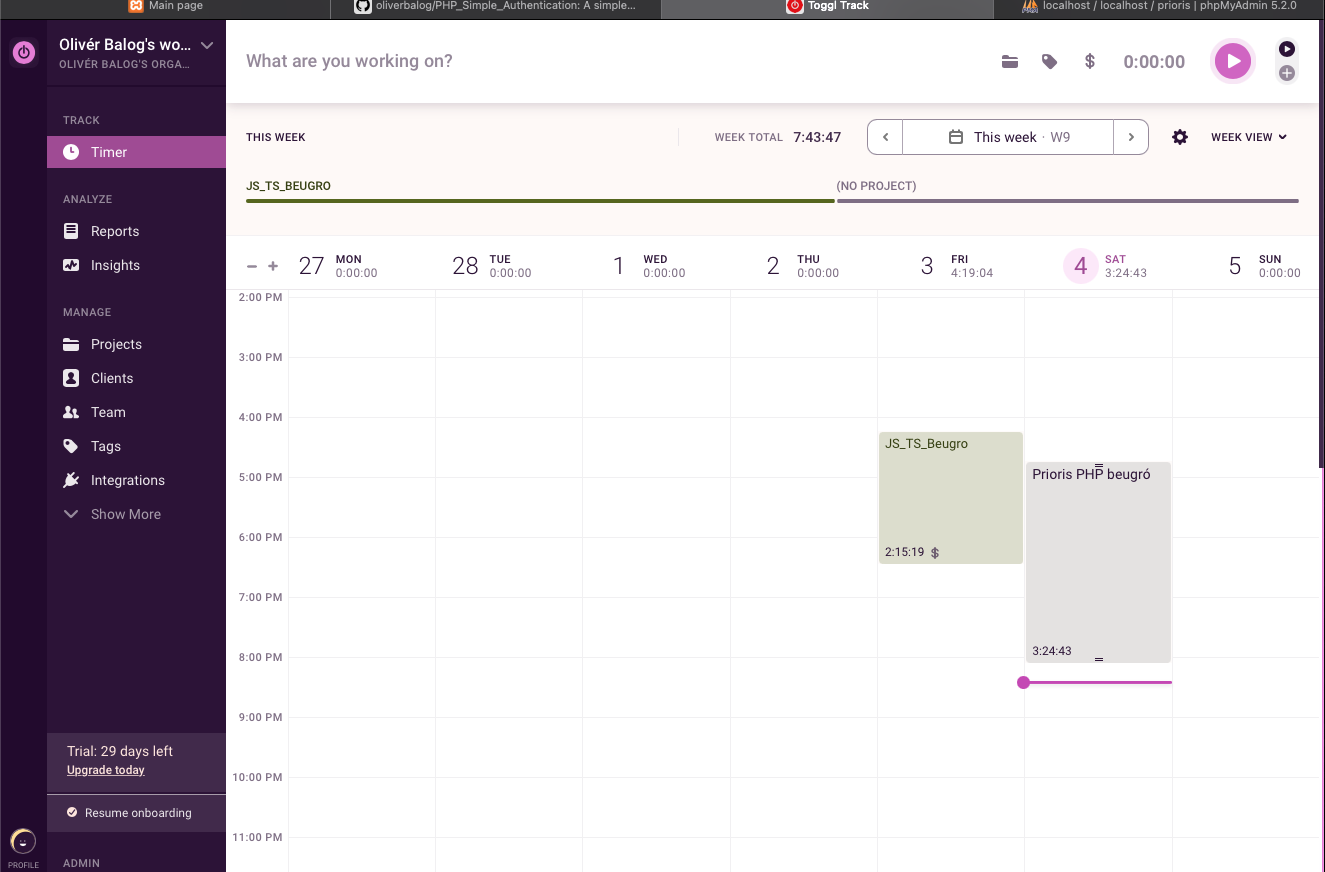 Main page
oliverbalog/PHP_Simple_Authentication: A simple...
Toggl Track
localhost / localhost / prioris | phpMyAdmin 5.2.0
Olivér Balog's wo...
OLIVÉR BALOG'S ORGA...
What are you working on?
$
0:00:00
TRACK
Timer
ANALYZE
Reports
Insights
MANAGE
Projects
Clients
Team
Tags
Integrations
Show More
Trial: 29 days left
Upgrade today
Resume onboarding
PROFILE
ADMIN
THIS WEEK
WEEK TOTAL 7:43:47
This week · W9
WEEK VIEW
JS_TS_BEUGRO
(NO PROJECT)
27 MON 0:00:00
28 TUE 0:00:00
1 WED 0:00:00
2 THU 0:00:00
3 FRI 4:19:04
4 SAT 3:24:43
5 SUN 0:00:00
2:00 PM
3:00 PM
4:00 PM
5:00 PM
6:00 PM
7:00 PM
8:00 PM
9:00 PM
10:00 PM
11:00 PM
JS_TS_Beugro
2:15:19 $
Prioris PHP beugró
3:24:43